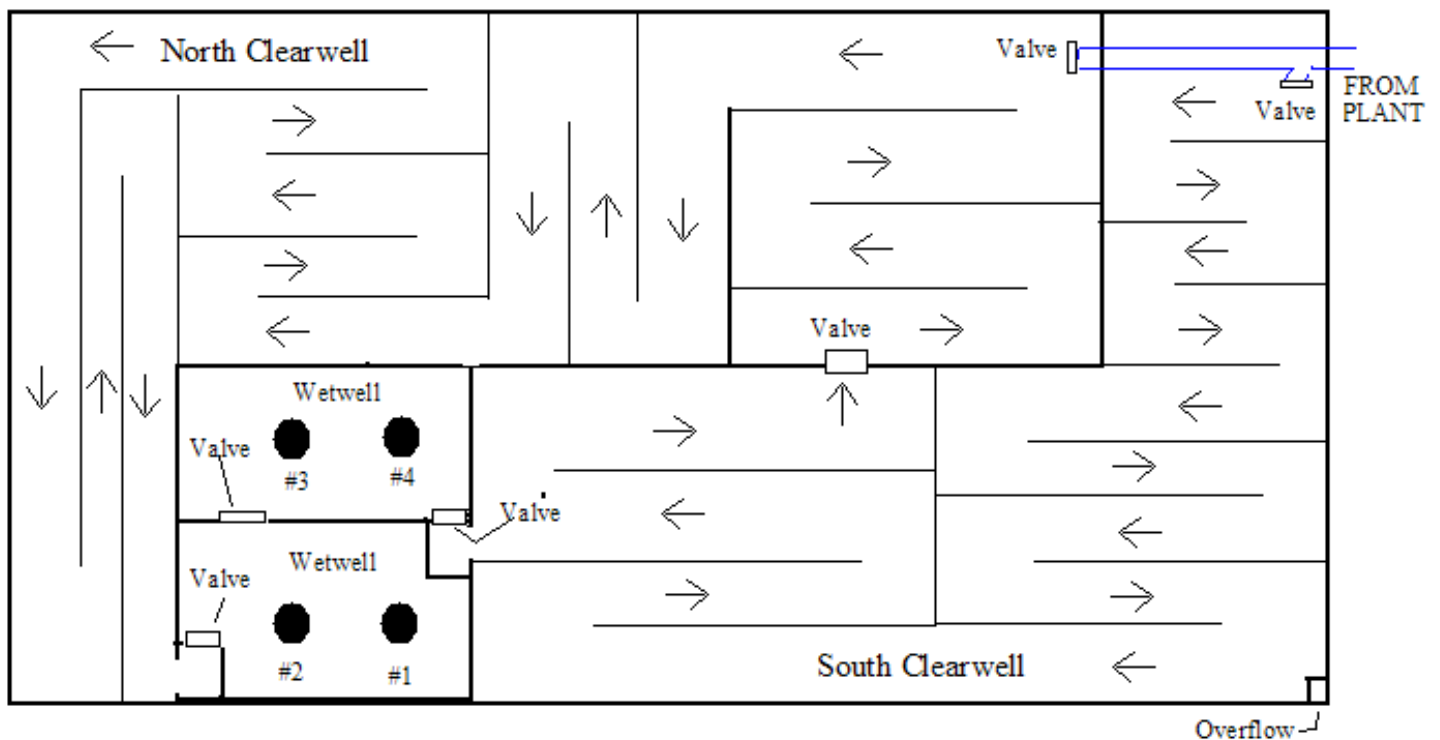 North Clearwell
Valve
FROM
PLANT
Valve
Valve
Wetwell
Valve
#3
#4
Valve
Wetwell
Valve
#2
#1
South Clearwell
Overflow